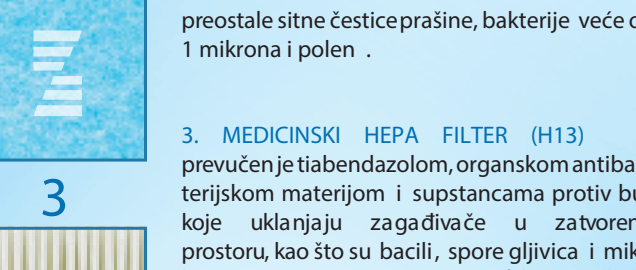 preostale sitne čestice prašine, bakterije veće
1 mikrona i polen .
3. MEDICINSKI HEPA FILTER (H13)
prevučen je tiabendazolom, organskom antiba
terijskom materijom i supstancama protiv bu
koje uklanjaju zagađivače u zatvoren
prostoru, kao što su bacili, spore gljivica i mik
3